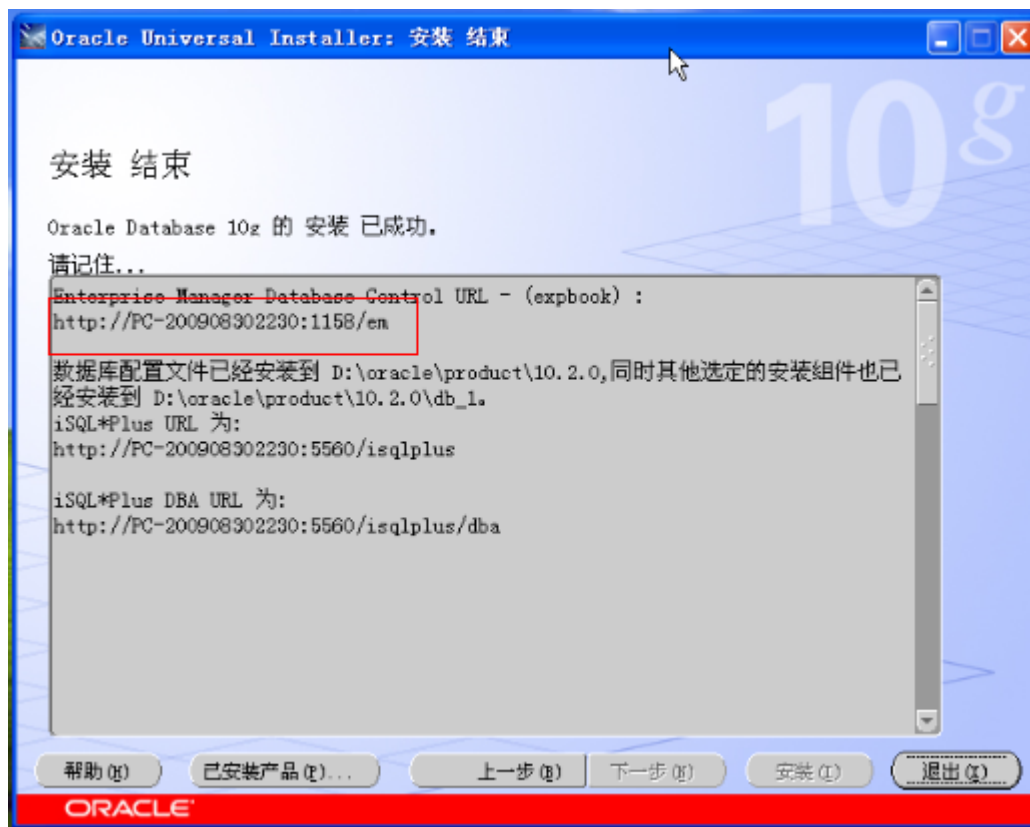 Oracle Universal Installer: 安装 结束
10g
安装 结束
Oracle Database 10g 的 安装 已成功.
请记住...
Enterprise Manager Database Control URL - (expbook) :
http://PC-200908302230:1158/em
数据库配置文件已经安装到 D:\oracle\product\10.2.0,同时其他选定的安装组件也已
经安装到 D:\oracle\product\10.2.0\db_1。
iSQL*Plus URL 为:
http://PC-200908302230:5560/isqlplus
iSQL*Plus DBA URL 为:
http://PC-200908302230:5560/isqlplus/dba
帮助(H) 已安装产品(P)... 上一步(B) 下一步(N) 安装(I) 退出(X)
ORACLE